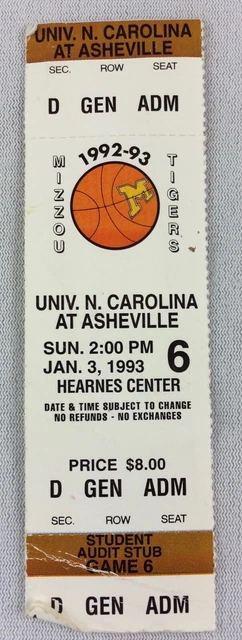 UNIV. N. CAROLINA
AT ASHEVILLE
SEC. ROW SEAT
D GEN ADM
1992-93
MIZZOU
TIGERS
M
UNIV. N. CAROLINA
AT ASHEVILLE
SUN. 2:00 PM
JAN. 3, 1993 6
HEARNES CENTER
DATE & TIME SUBJECT TO CHANGE
NO REFUNDS - NO EXCHANGES
PRICE $8.00
D GEN ADM
SEC. ROW SEAT
STUDENT
AUDIT STUB
GAME 6
D GEN ADM